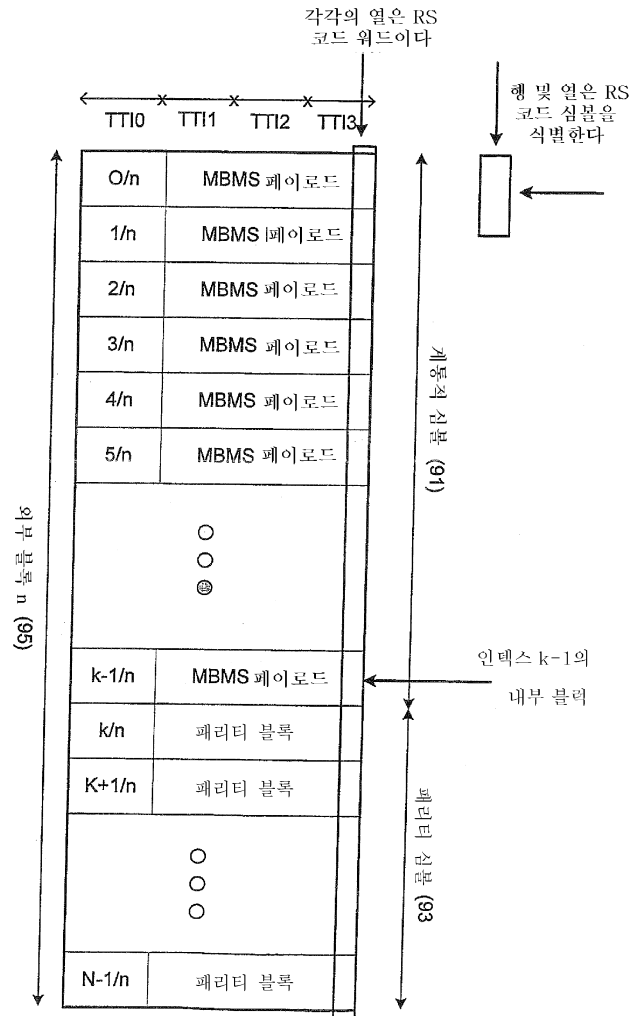 각각의 열은 RS
코드 워드이다
행 및 열은 RS
코드 심볼을
식별한다
TTI0 TTI1 TTI2 TTI3
O/n MBMS 페이로드
1/n MBMS 페이로드
2/n MBMS 페이로드
3/n MBMS 페이로드
4/n MBMS 페이로드
5/n MBMS 페이로드
계통적 심볼 (91)
외부 블록 n (95)
k-1/n MBMS 페이로드
인텍스 k-1의
내부 블럭
k/n 패리티 블록
K+1/n 패리티 블록
패리티 심볼 (93
N-1/n 패리티 블록